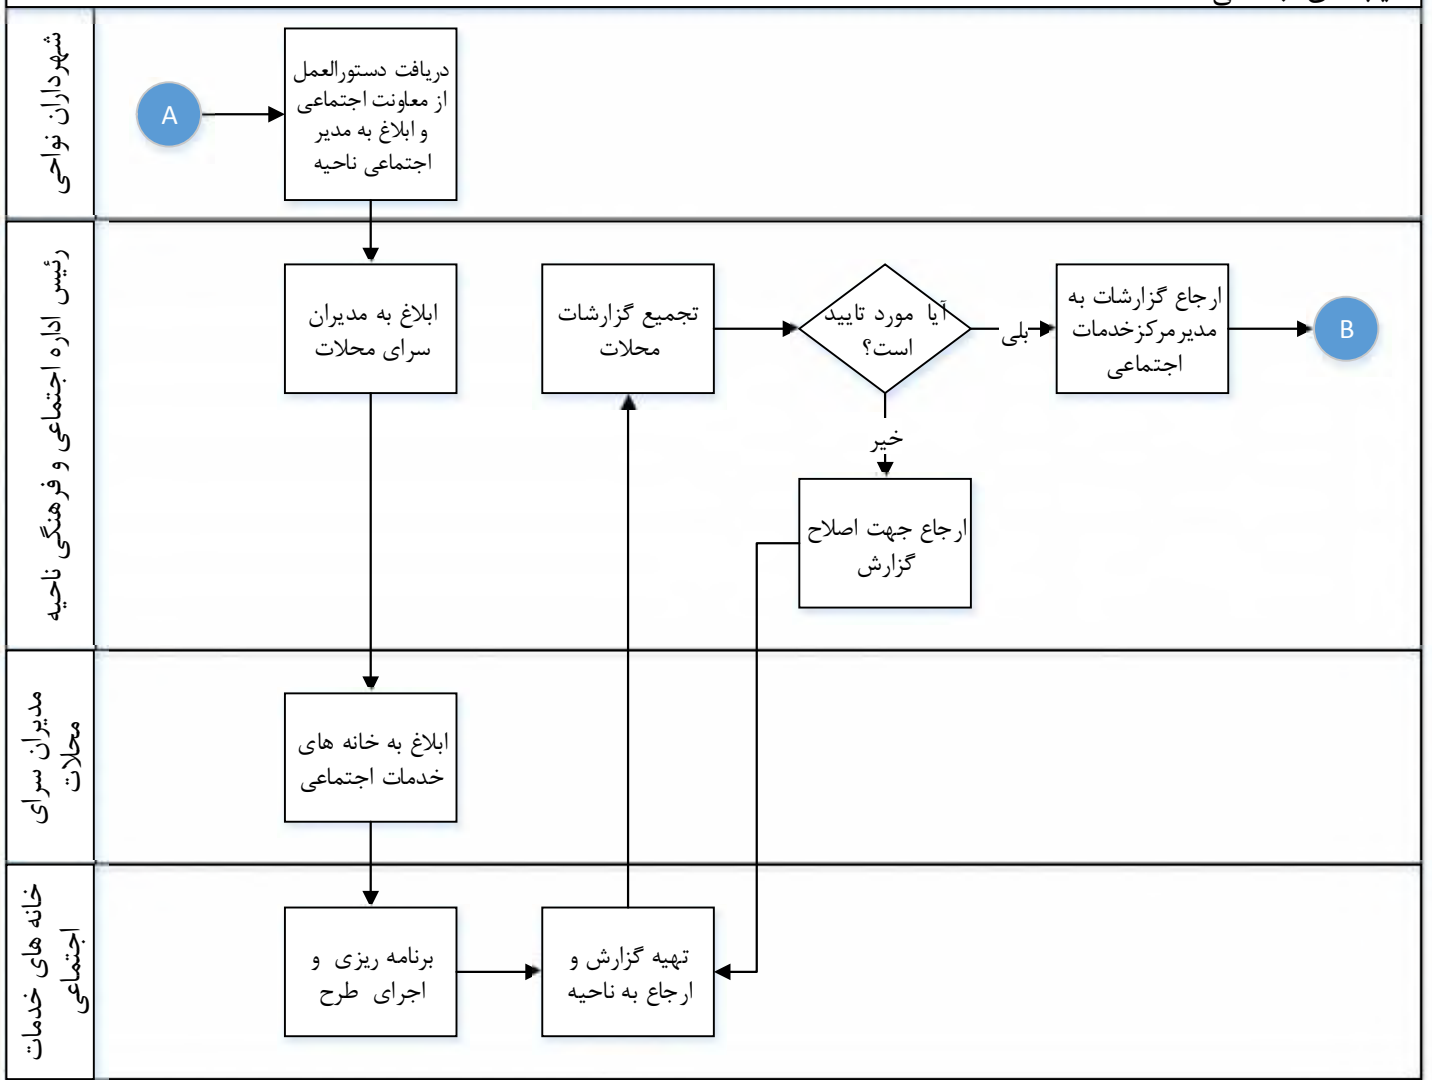 شهرداران نواحی
A
دریافت دستورالعمل
از معاونت اجتماعی
و ابلاغ به مدیر
اجتماعی ناحیه
رئیس اداره اجتماعی و فرهنگی ناحیه
ابلاغ به مدیران
سرای محلات
تجمیع گزارشات
محلات
آیا مورد تایید
است؟
بلی
ارجاع گزارشات به
مدیرمرکزخدمات
اجتماعی
B
خیر
ارجاع جهت اصلاح
گزارش
مدیران سرای
محلات
ابلاغ به خانه های
خدمات اجتماعی
خانه های خدمات
اجتماعی
برنامه ریزی و
اجرای طرح
تهیه گزارش و
ارجاع به ناحیه